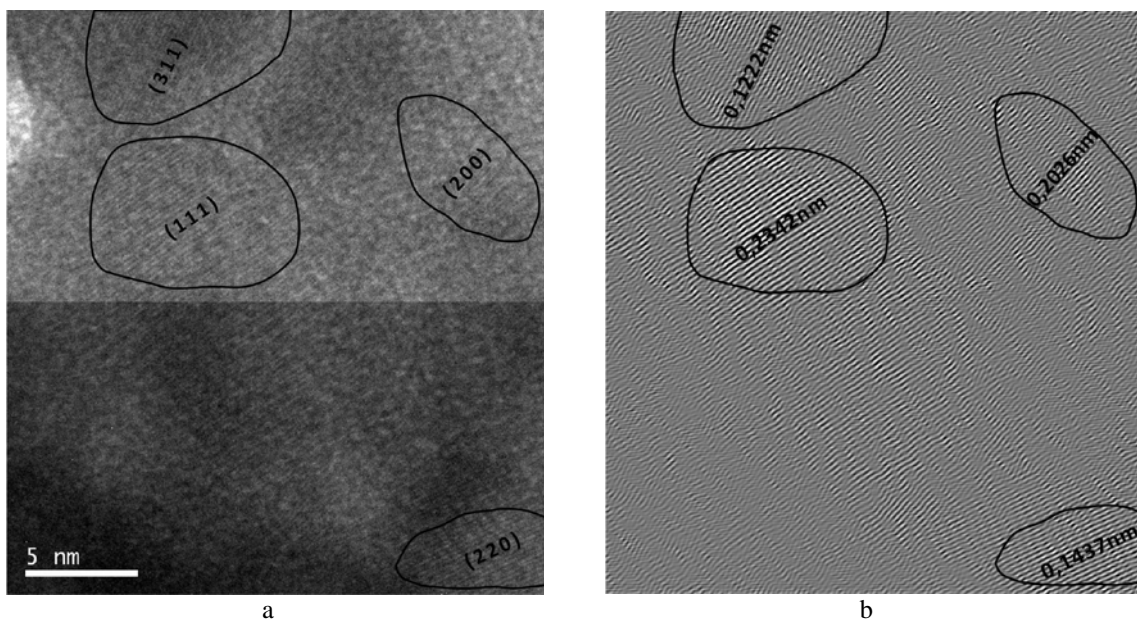 (311)
(111)
(200)
(220)
5 nm
a
0,1222nm
0,2342nm
0,2026nm
0,1437nm
b